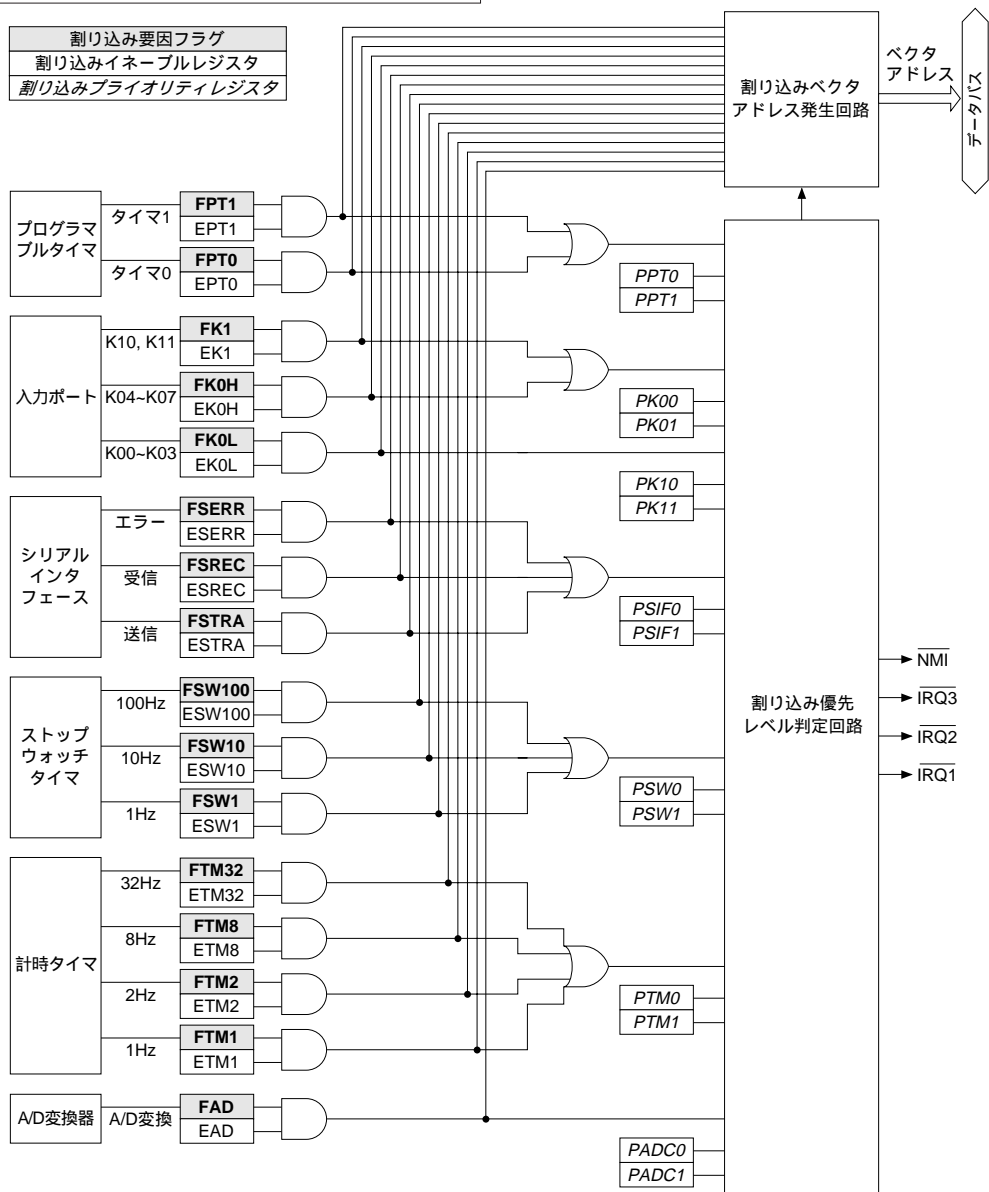 割り込み要因フラグ
割り込みイネーブルレジスタ
割り込みプライオリティレジスタ
割り込みベクタ
アドレス発生回路
ベクタ
アドレス
データバス
プログラマ
ブルタイマ
タイマ1
FPT1
EPT1
タイマ0
FPT0
EPT0
PPT0
PPT1
入力ポート
K10, K11
FK1
EK1
K04~K07
FK0H
EK0H
K00~K03
FK0L
EK0L
PK00
PK01
PK10
PK11
シリアル
インタ
フェース
エラー
FSERR
ESERR
受信
FSREC
ESREC
送信
FSTRA
ESTRA
PSIF0
PSIF1
ストップ
ウォッチ
タイマ
100Hz
FSW100
ESW100
10Hz
FSW10
ESW10
1Hz
FSW1
ESW1
PSW0
PSW1
割り込み優先
レベル判定回路
NMI
IRQ3
IRQ2
IRQ1
計時タイマ
32Hz
FTM32
ETM32
8Hz
FTM8
ETM8
2Hz
FTM2
ETM2
1Hz
FTM1
ETM1
PTM0
PTM1
A/D変換器
A/D変換
FAD
EAD
PADC0
PADC1